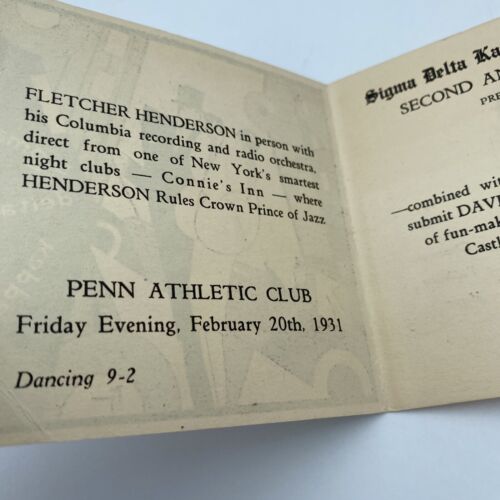 FLETCHER HENDERSON in person with
his Columbia recording and radio orchestra,
direct from one of New York's smartest
night clubs — Connie's Inn — where
HENDERSON Rules Crown Prince of Jazz
PENN ATHLETIC CLUB
Friday Evening, February 20th, 1931
Dancing 9-2
Sigma Delta Ka
SECOND AN
PRE
—combined wit
submit DAVE
of fun-mak
Castl